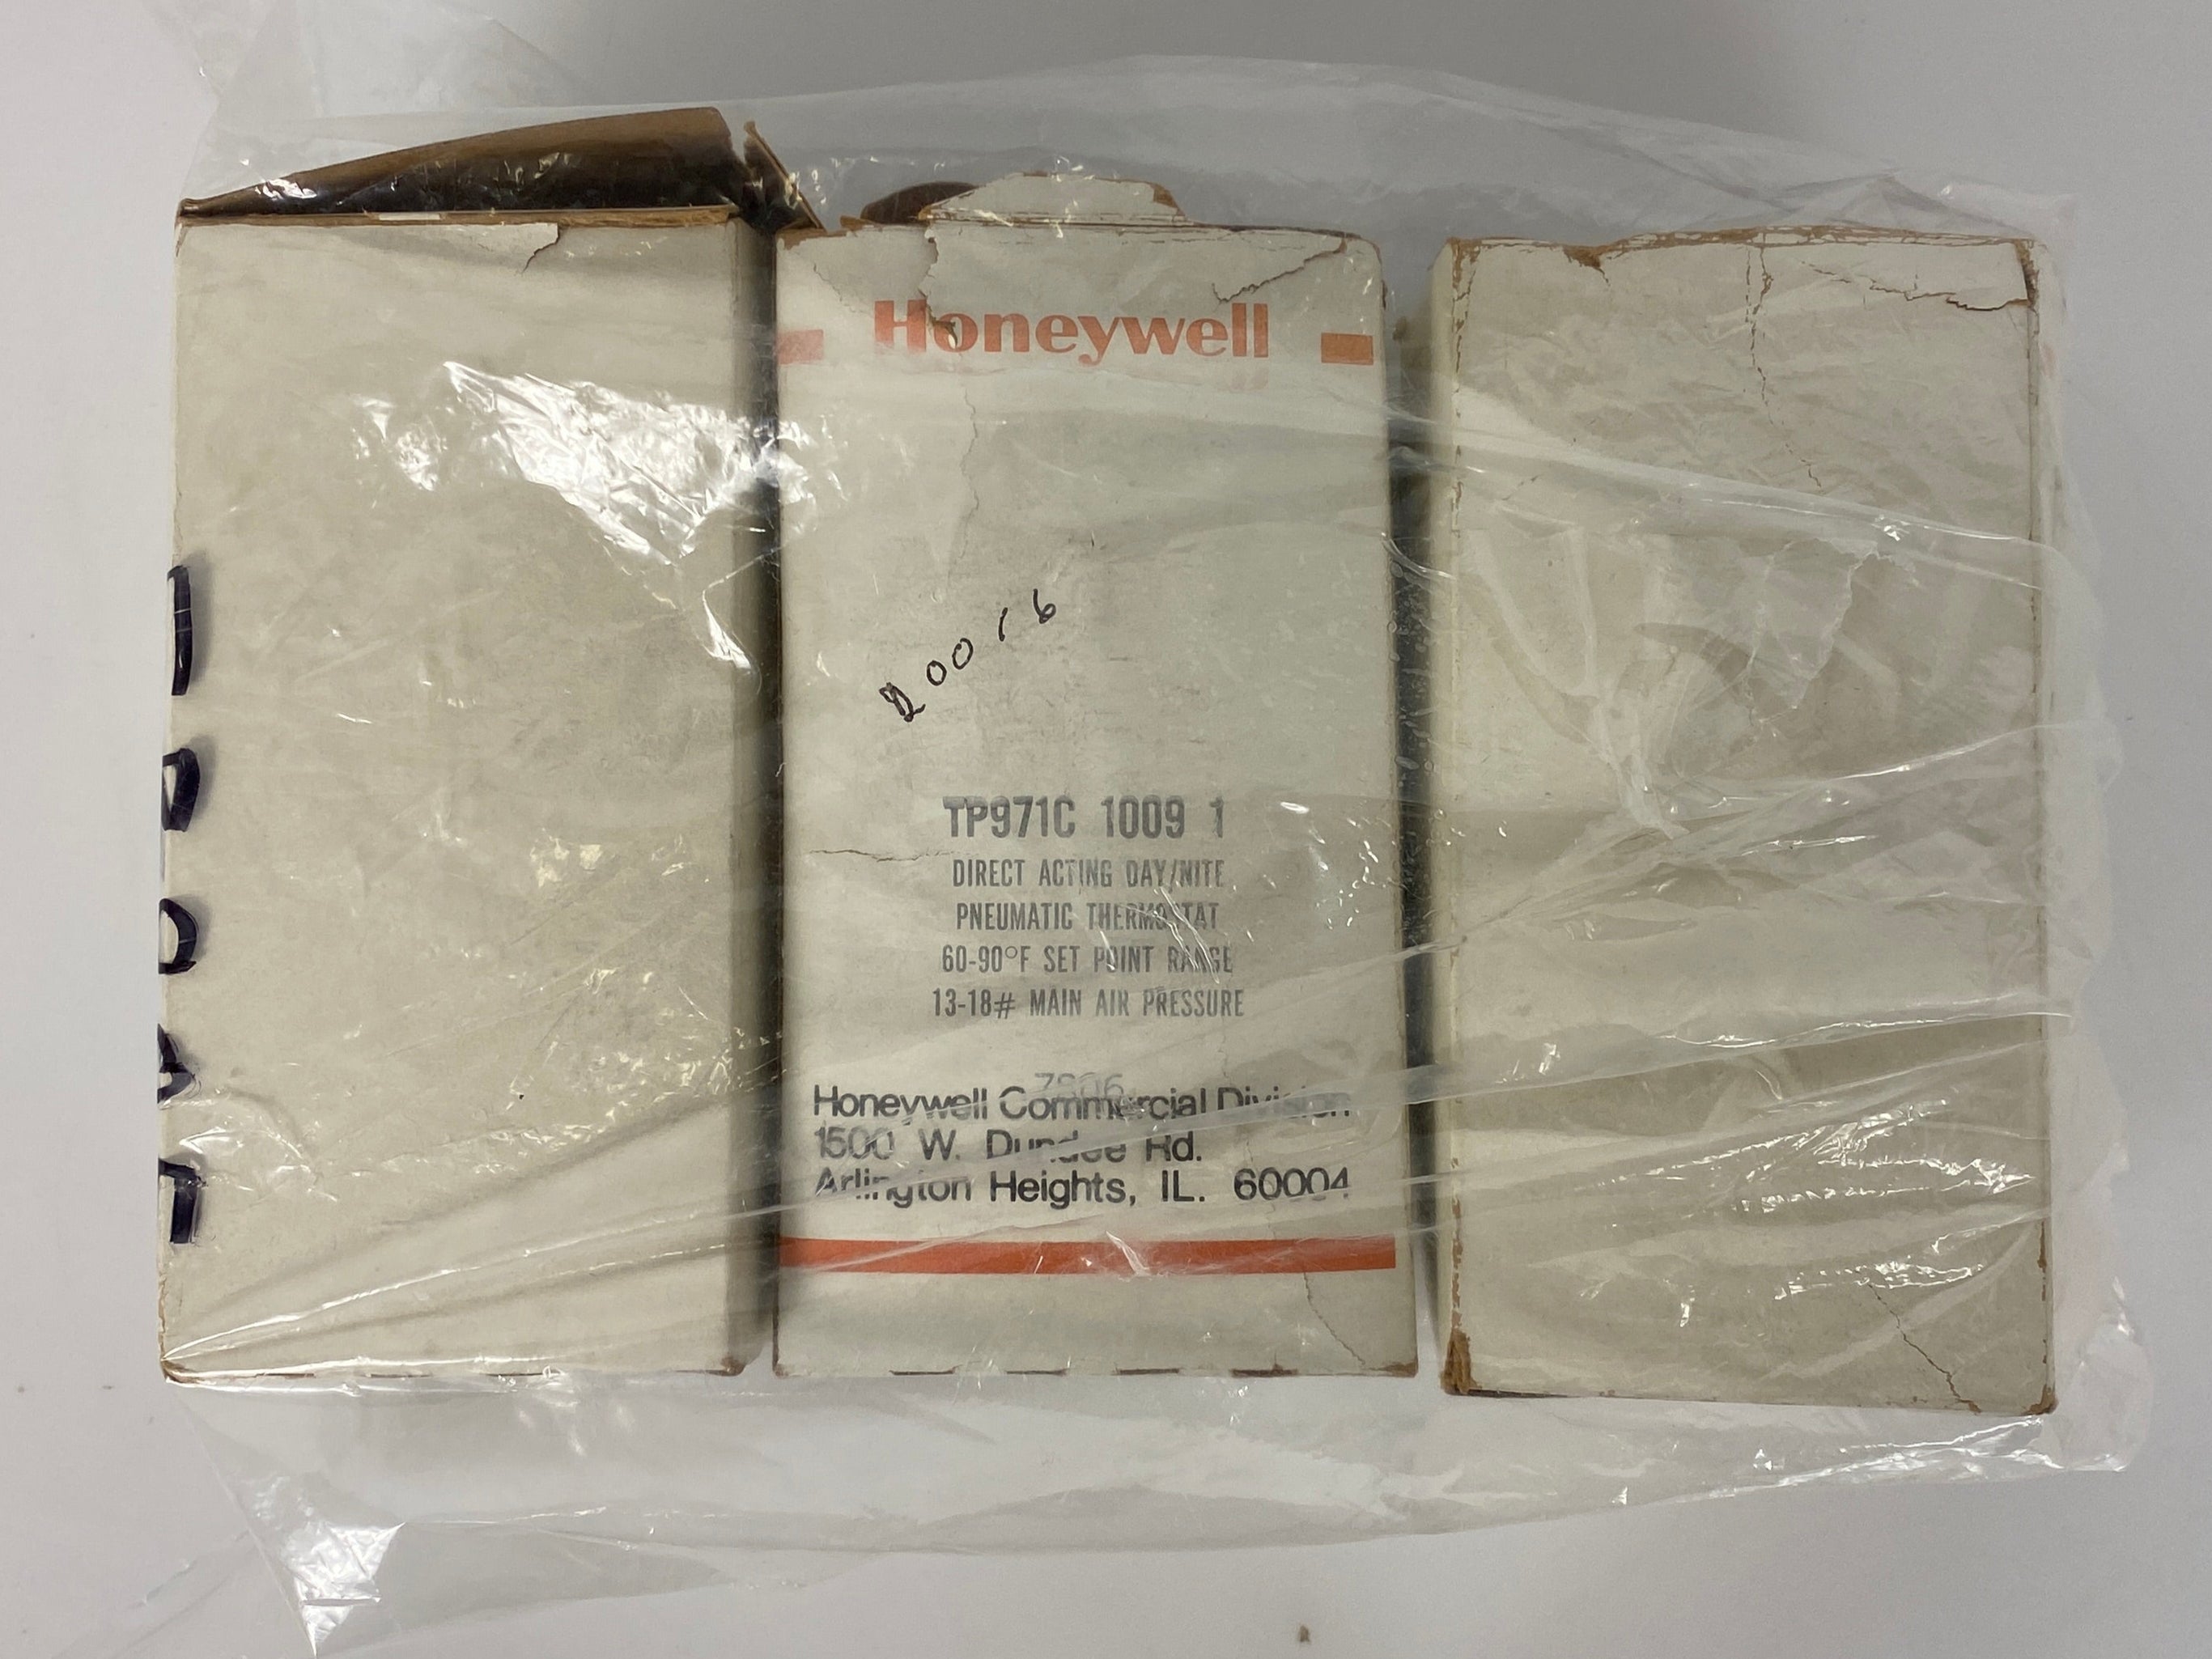 Honeywell
20016
TP971C 1009 1
DIRECT ACTING DAY/NITE
PNEUMATIC THERMOSTAT
60-90°F SET POINT RANGE
13-18# MAIN AIR PRESSURE
Honeywell Commercial Division
1500 W. Dundee Rd.
Arlington Heights, IL. 60004